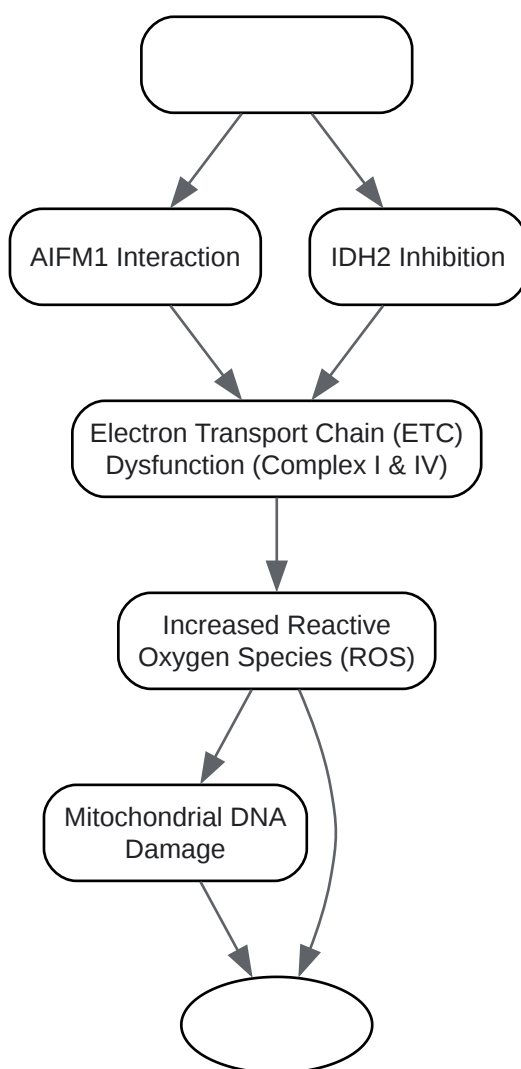 AIFM1 Interaction
IDH2 Inhibition
Electron Transport Chain (ETC)
Dysfunction (Complex I & IV)
Increased Reactive
Oxygen Species (ROS)
Mitochondrial DNA
Damage